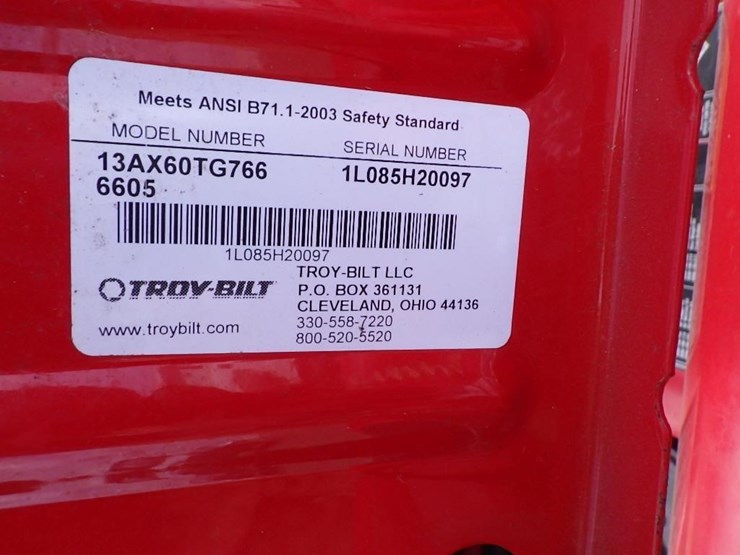 Meets ANSI B71.1-2003 Safety Standard
MODEL NUMBER SERIAL NUMBER
13AX60TG766 1L085H20097
6605
1L085H20097
TROY-BILT LLC
TROY-BILT P.O. BOX 361131
CLEVELAND, OHIO 44136
www.troybilt.com 330-558-7220
800-520-5520